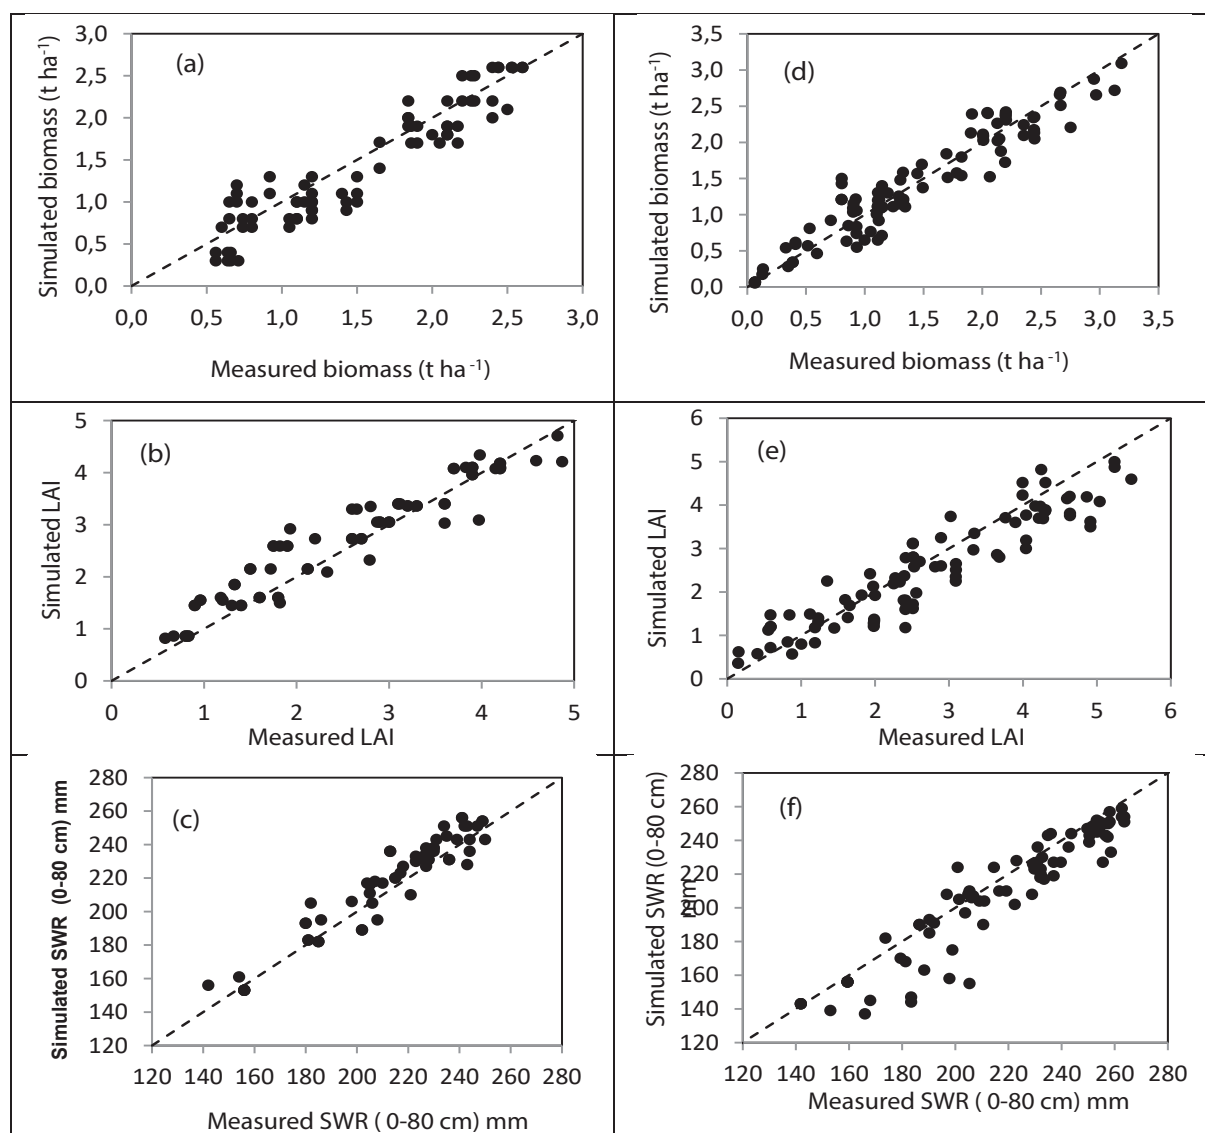 (a)
Simulated biomass (t ha⁻¹)
3,0
2,5
2,0
1,5
1,0
0,5
0,0
0,0 0,5 1,0 1,5 2,0 2,5 3,0
Measured biomass (t ha ⁻¹)
(d)
Simulated biomass (t ha⁻¹)
3,5
3,0
2,5
2,0
1,5
1,0
0,5
0,0
0,0 0,5 1,0 1,5 2,0 2,5 3,0 3,5
Measured biomass (t ha ⁻¹)
(b)
Simulated LAI
5
4
3
2
1
0
0 1 2 3 4 5
Measured LAI
(e)
Simulated LAI
6
5
4
3
2
1
0
0 1 2 3 4 5 6
Measured LAI
(c)
Simulated SWR (0-80 cm) mm
280
260
240
220
200
180
160
140
120
120 140 160 180 200 220 240 260 280
Measured SWR ( 0-80 cm) mm
(f)
Simulated SWR (0-80 cm)
mm
280
260
240
220
200
180
160
140
120
120 140 160 180 200 220 240 260 280
Measured SWR ( 0-80 cm) mm